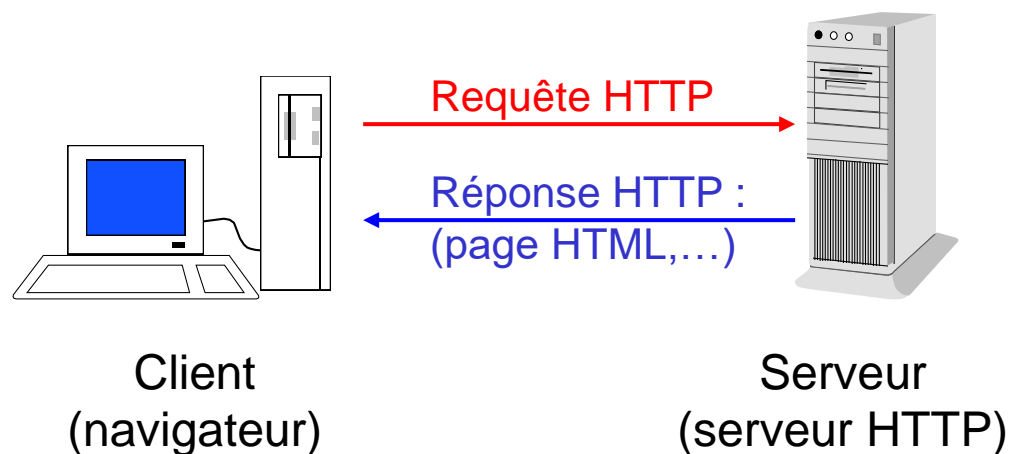 Requête HTTP
Réponse HTTP :
(page HTML,…)
Client
(navigateur)
Serveur
(serveur HTTP)